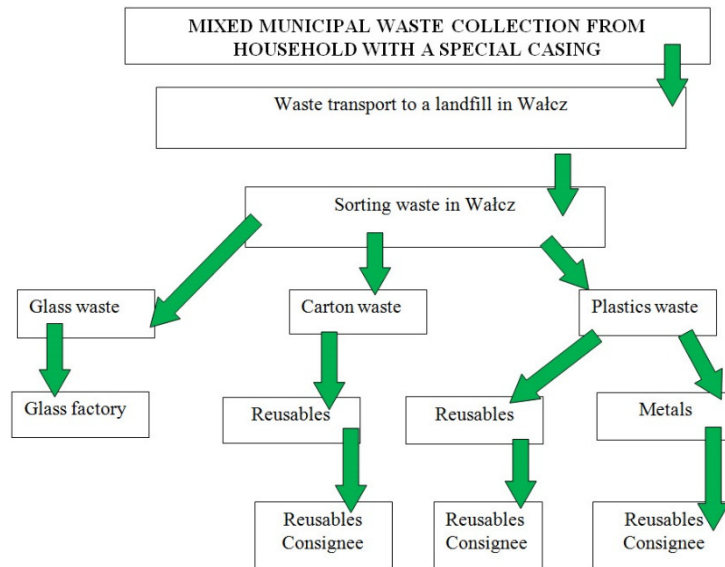 MIXED MUNICIPAL WASTE COLLECTION FROM
HOUSEHOLD WITH A SPECIAL CASING
Waste transport to a landfill in Wałcz
Sorting waste in Wałcz
Glass waste
Carton waste
Plastics waste
Glass factory
Reusables
Reusables
Metals
Reusables
Consignee
Reusables
Consignee
Reusables
Consignee